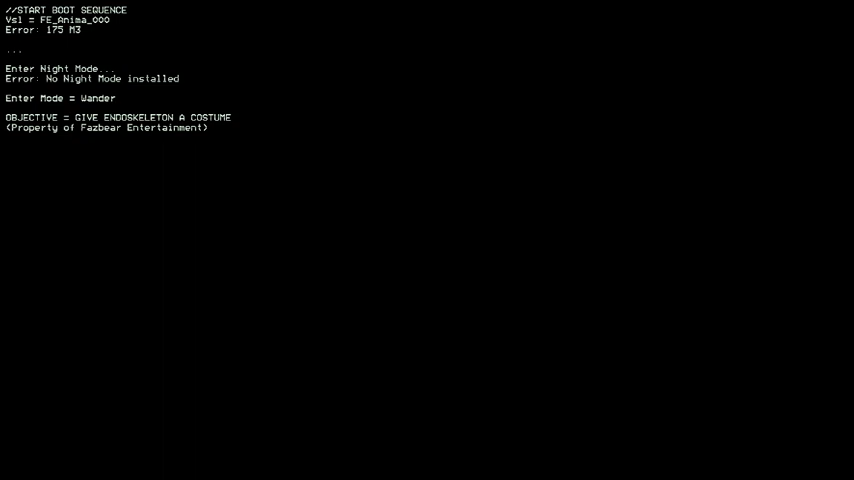 //START BOOT SEQUENCE
Vsl = FE_Anima_000
Error: 175 M3
...
Enter Night Mode...
Error: No Night Mode installed
Enter Mode = Wander
OBJECTIVE = GIVE ENDOSKELETON A COSTUME
(Property of Fazbear Entertainment)